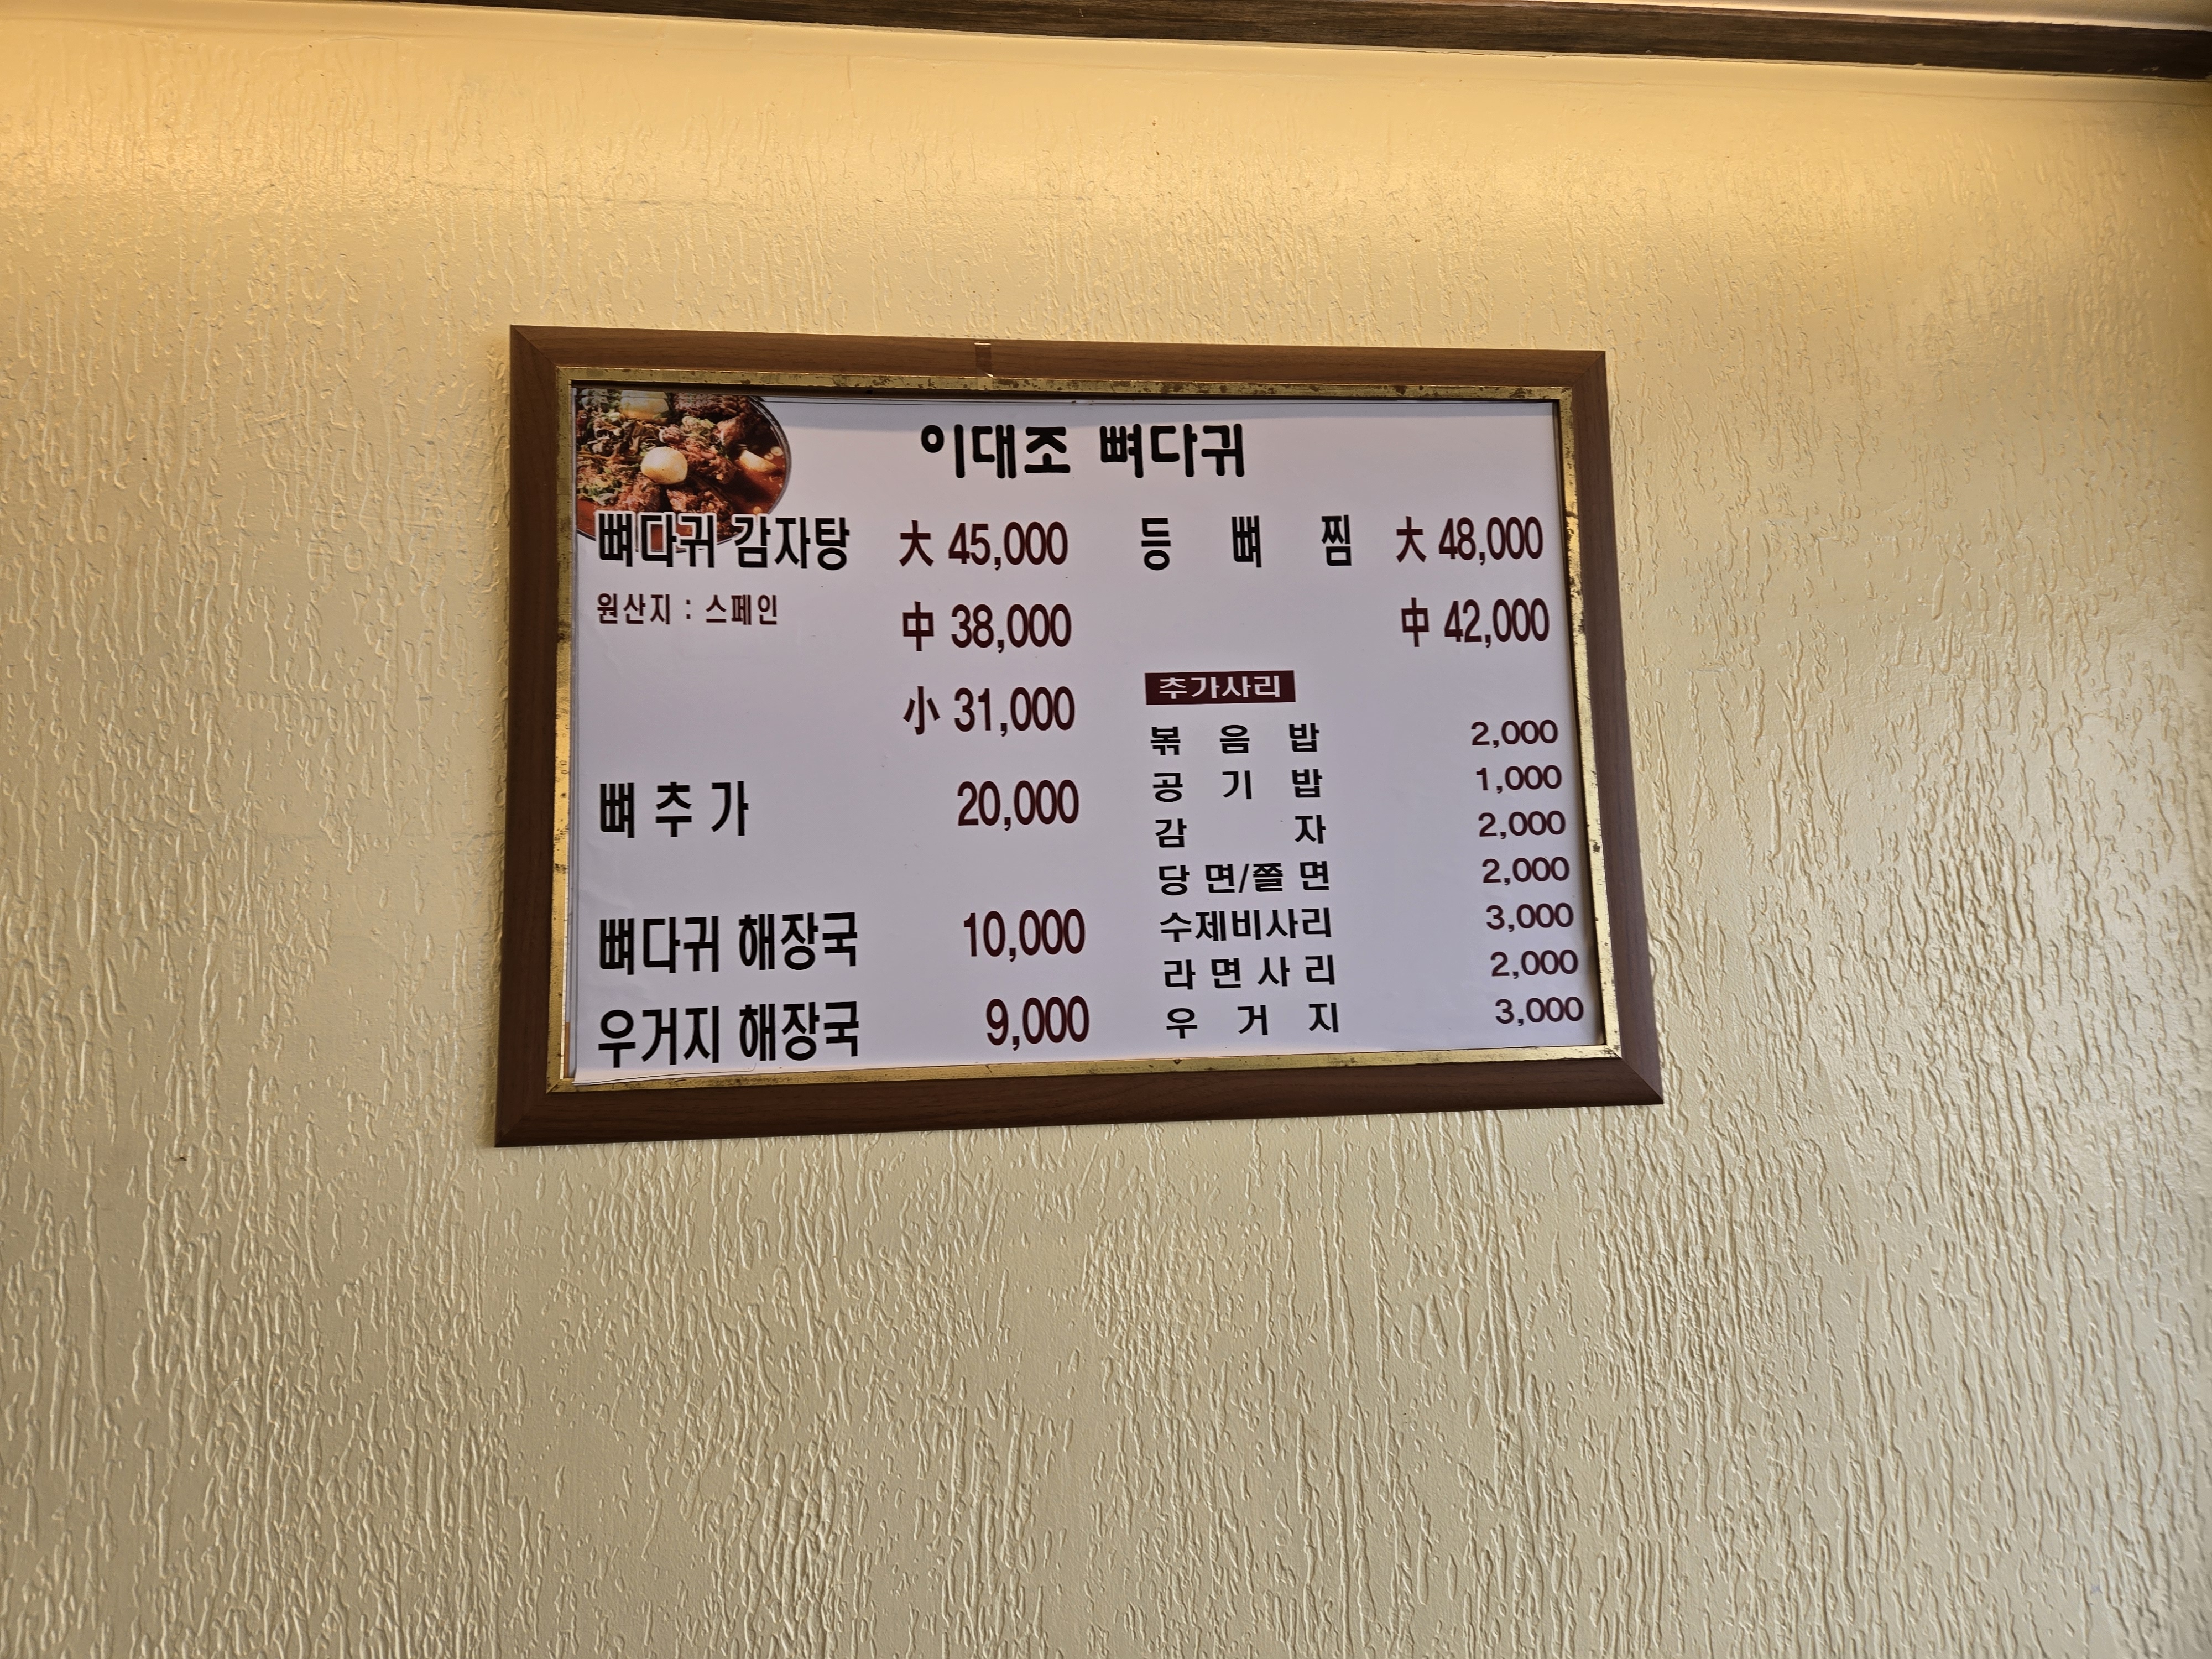 이대조 뼈다귀
뼈다귀 감자탕 大 45,000
원산지 : 스페인
中 38,000
小 31,000
뼈 추 가 20,000
뼈다귀 해장국 10,000
우거지 해장국 9,000
등 뼈 찜 大 48,000
中 42,000
추가사리
볶 음 밥 2,000
공 기 밥 1,000
감 자 2,000
당 면/쫄 면 2,000
수제비사리 3,000
라 면 사 리 2,000
우 거 지 3,000